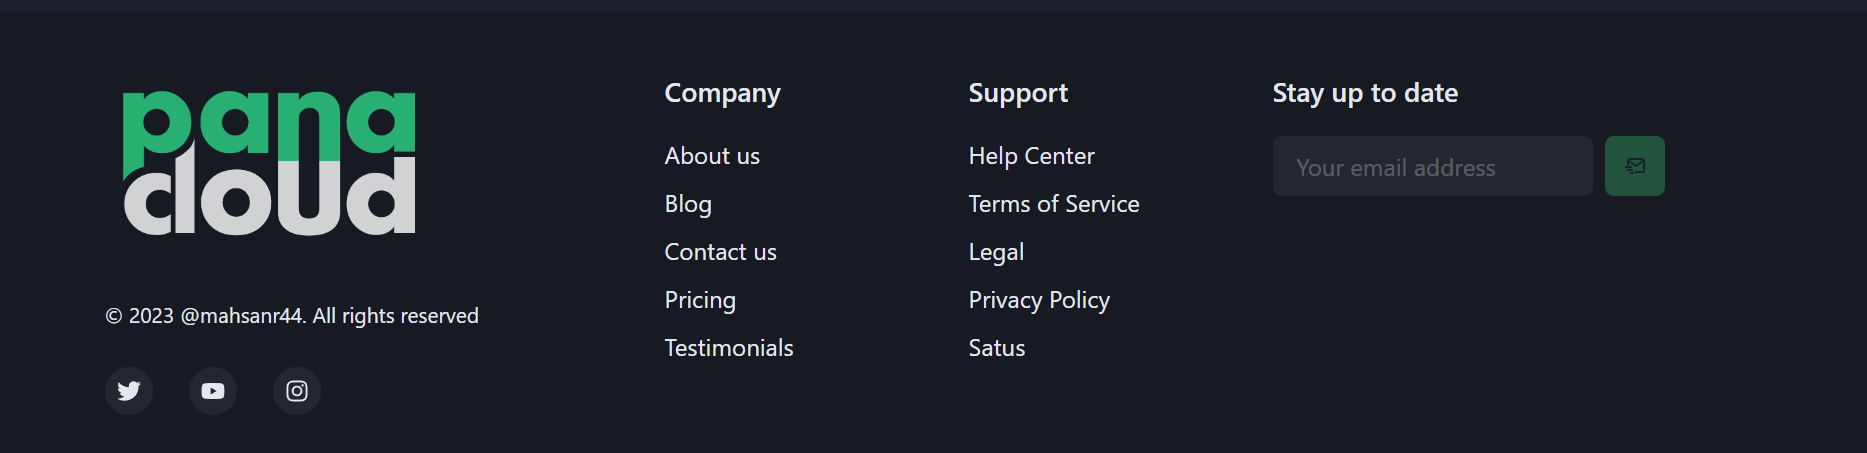 pana
cloud
© 2023 @mahsanr44. All rights reserved
Company
About us
Blog
Contact us
Pricing
Testimonials
Support
Help Center
Terms of Service
Legal
Privacy Policy
Satus
Stay up to date
Your email address